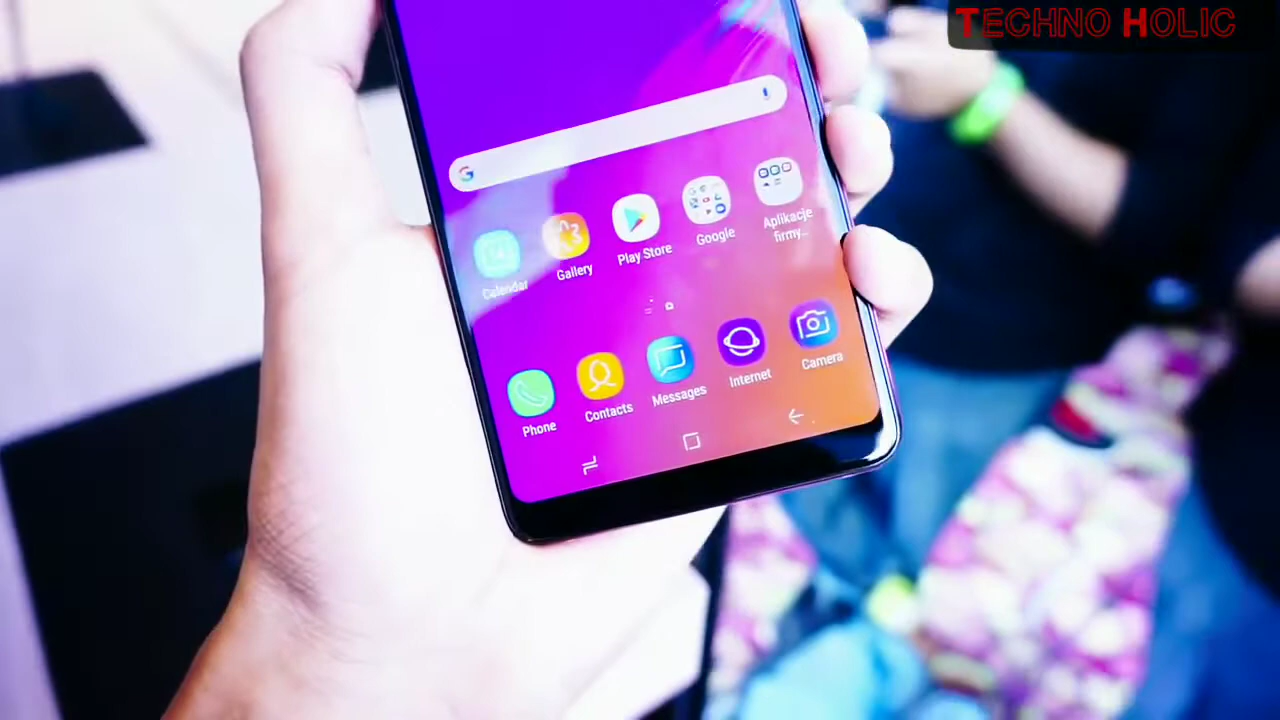 TECHNO HOLIC
Calendar
Gallery
Play Store
Google
Aplikacje
firmy...
Phone
Contacts
Messages
Internet
Camera